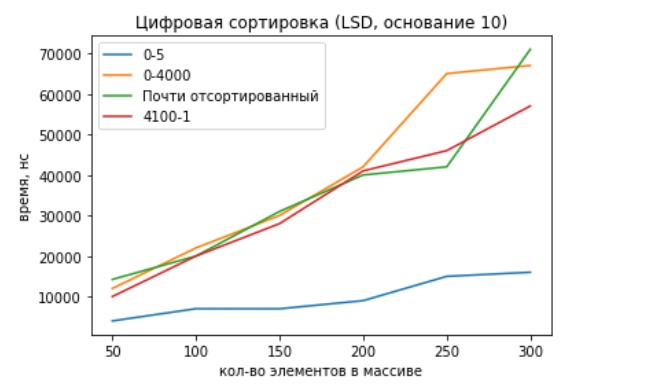 Цифровая сортировка (LSD, основание 10)
70000
60000
50000
40000
30000
20000
10000
время, нс
0-5
0-4000
Почти отсортированный
4100-1
50 100 150 200 250 300
кол-во элементов в массиве